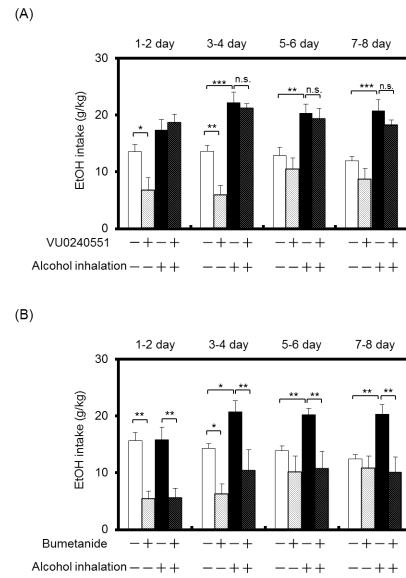 (A)
1-2 day 3-4 day 5-6 day 7-8 day
30
20
10
0
EtOH intake (g/kg)
* *** n.s. ** ** n.s. *** n.s.
VU0240551 — + — + — + — + — + — + — + — +
Alcohol inhalation — — + + — — + + — — + + — — + +
(B)
1-2 day 3-4 day 5-6 day 7-8 day
30
20
10
0
EtOH intake (g/kg)
** ** * * ** ** ** ** **
Bumetanide — + — + — + — + — + — + — + — +
Alcohol inhalation — — + + — — + + — — + + — — + +